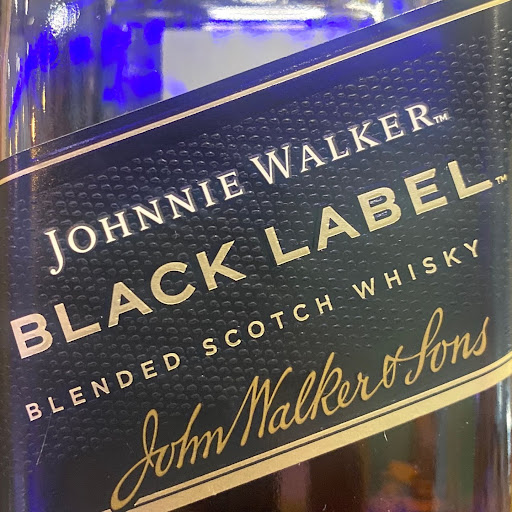 JOHNNIE WALKER™
BLACK LABEL™
BLENDED SCOTCH WHISKY
John Walker & Sons